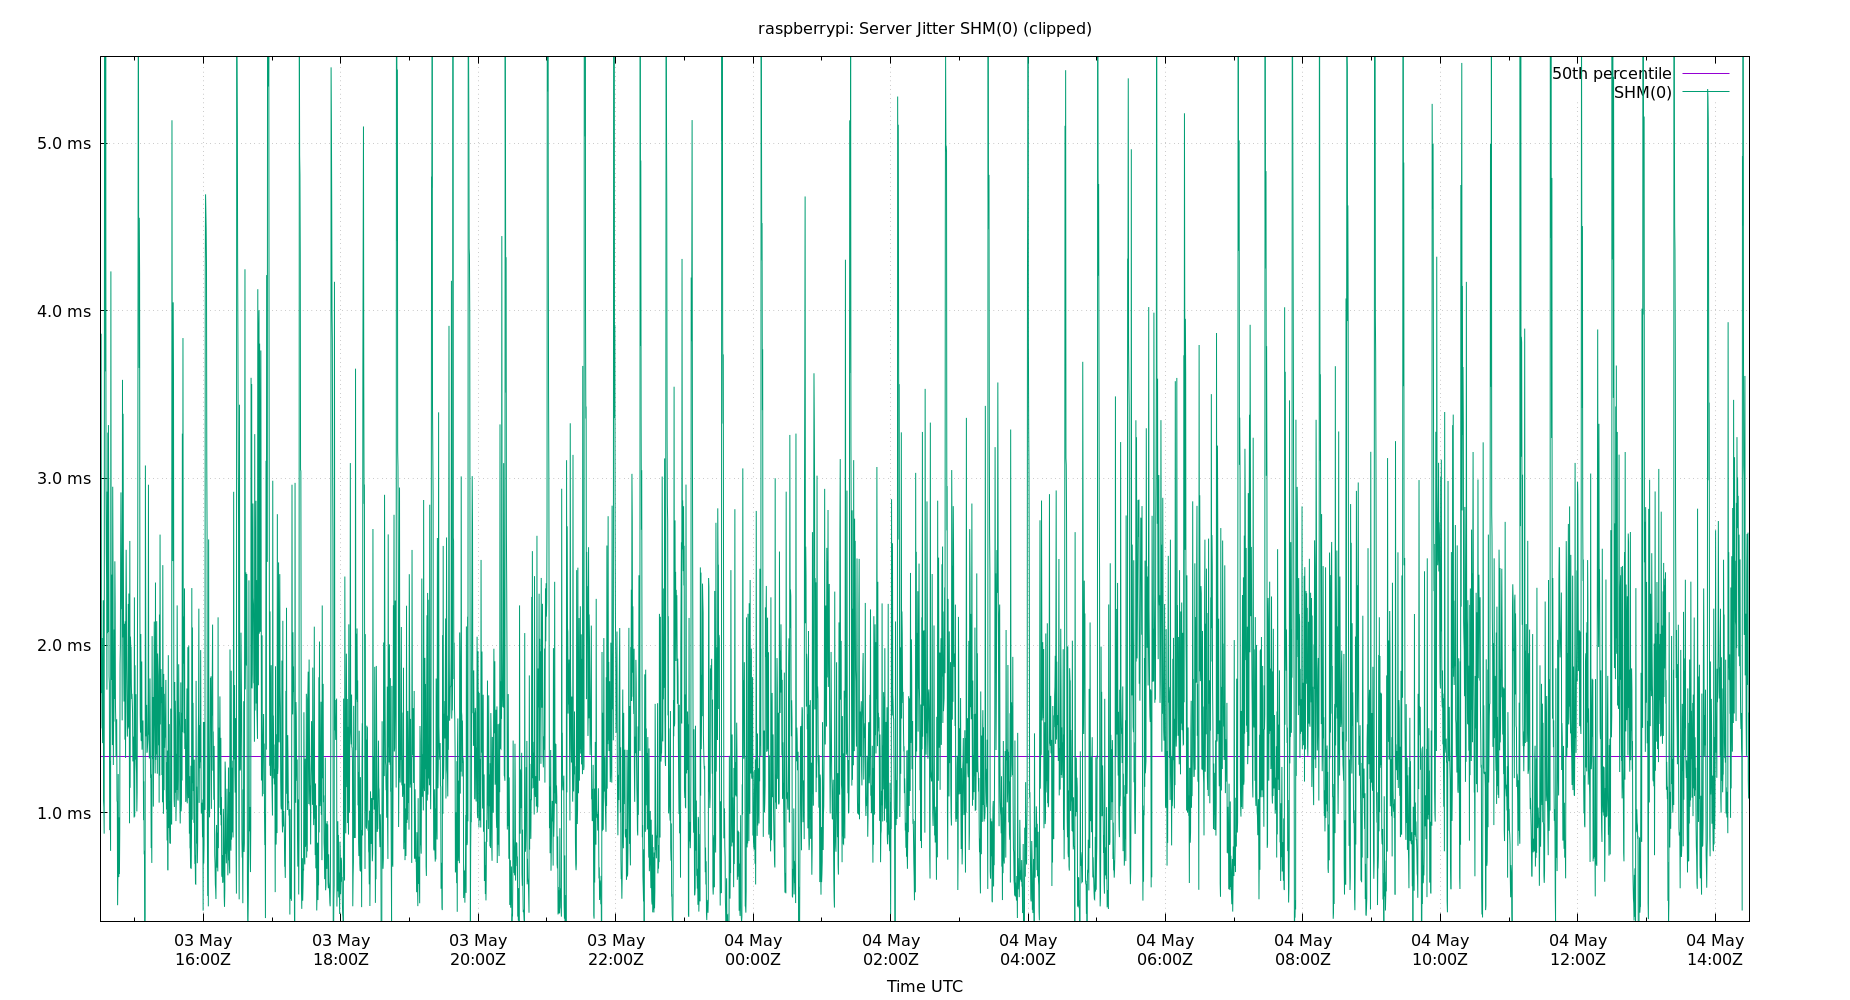 raspberrypi: Server Jitter SHM(0) (clipped)
50th percentile
SHM(0)
5.0 ms
4.0 ms
3.0 ms
2.0 ms
1.0 ms
03 May 03 May 03 May 03 May 04 May 04 May 04 May 04 May 04 May 04 May 04 May 04 May
16:00Z 18:00Z 20:00Z 22:00Z 00:00Z 02:00Z 04:00Z 06:00Z 08:00Z 10:00Z 12:00Z 14:00Z
Time UTC